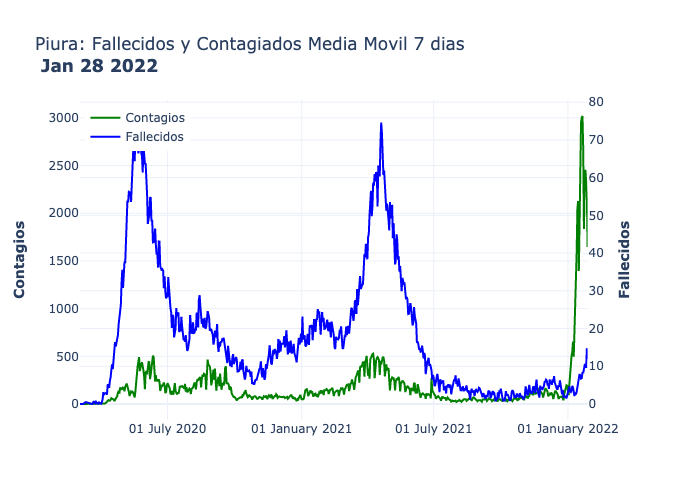 Piura: Fallecidos y Contagiados Media Movil 7 dias
Jan 28 2022
Contagios
Fallecidos
3000
2500
2000
1500
1000
500
0
80
70
60
50
40
30
20
10
0
Contagios
Fallecidos
01 July 2020
01 January 2021
01 July 2021
01 January 2022